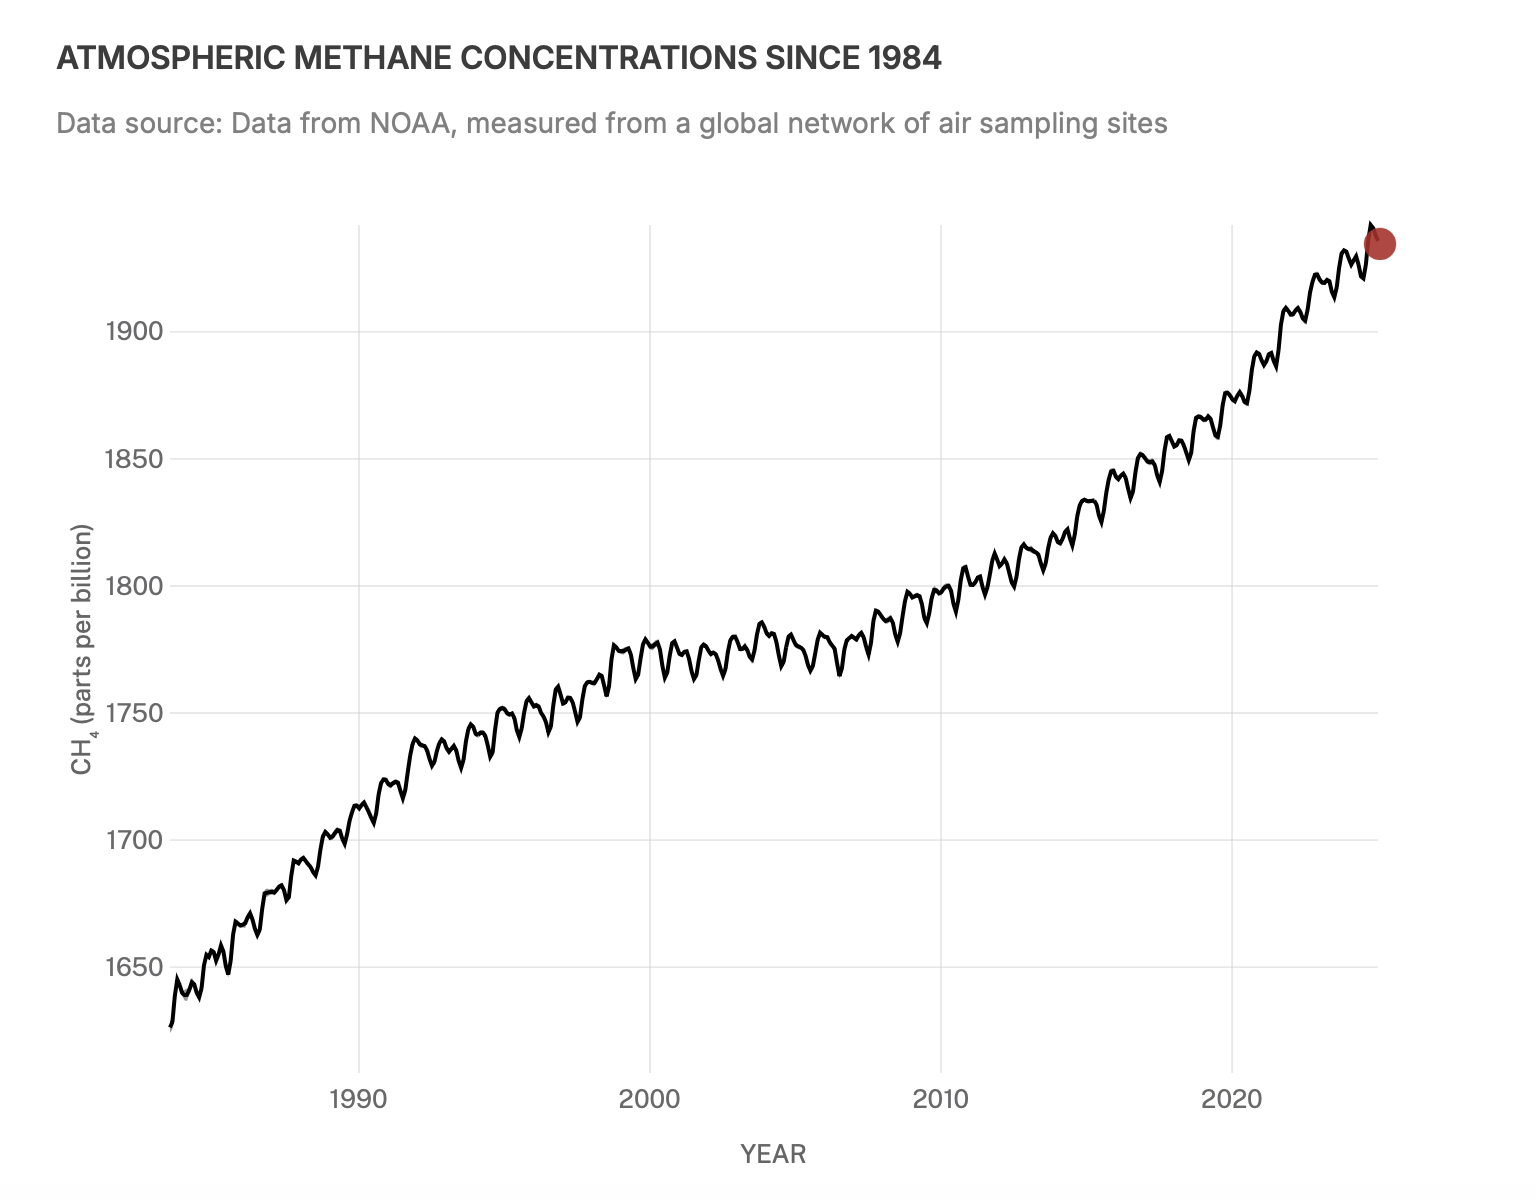 ATMOSPHERIC METHANE CONCENTRATIONS SINCE 1984
Data source: Data from NOAA, measured from a global network of air sampling sites
1900
1850
1800
1750
1700
1650
CH₄ (parts per billion)
1990
2000
2010
2020
YEAR